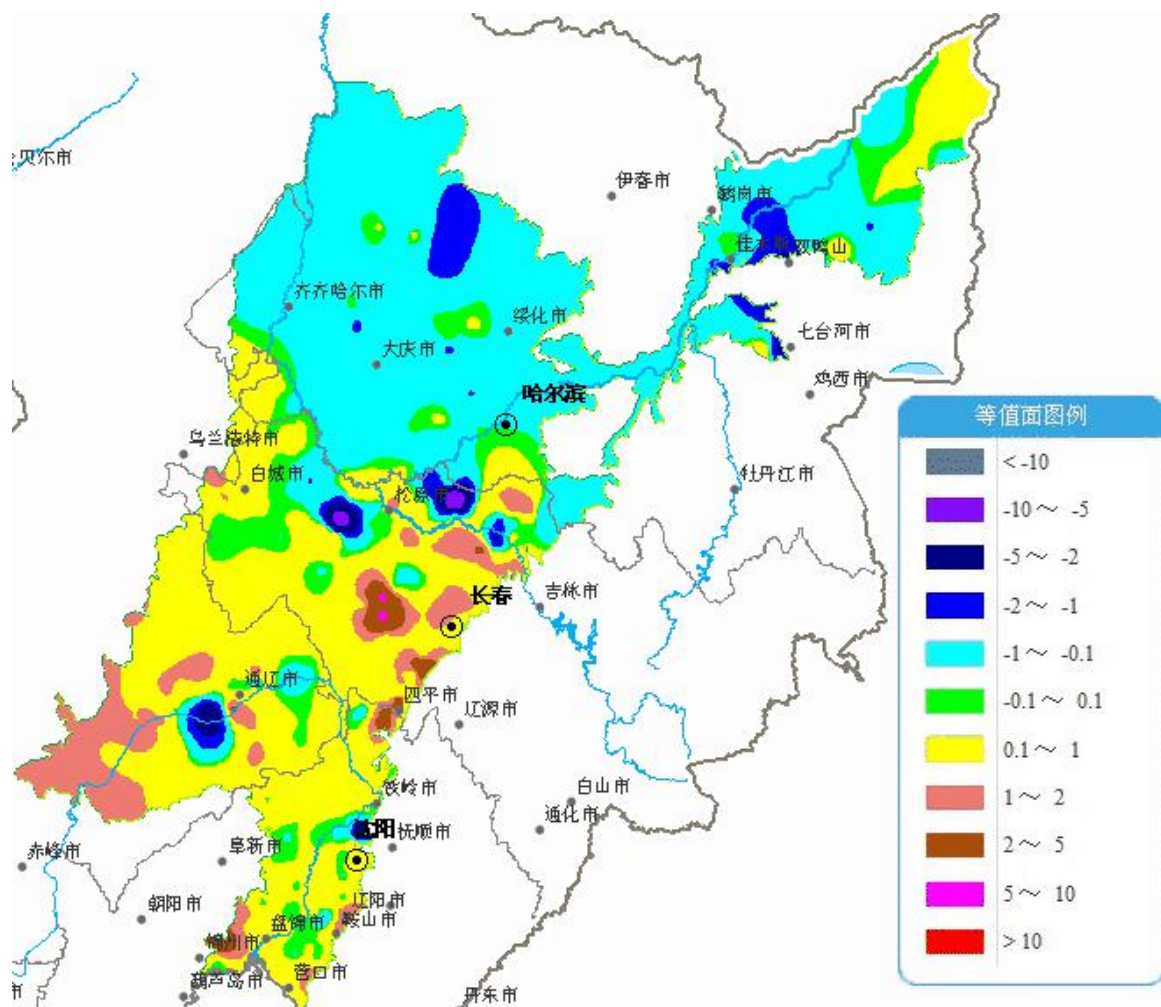 贝尔市
伊春市
鹤岗市
佳木斯
双鸭山
齐齐哈尔市
绥化市
大庆市
七台河市
鸡西市
哈尔滨
乌兰浩特市
白城市
松原市
牡丹江市
长春
吉林市
通辽市
四平市
辽源市
白山市
铁岭市
通化市
沈阳
抚顺市
阜新市
赤峰市
朝阳市
辽阳市
盘锦市
鞍山市
锦州市
葫芦岛市
营口市
丹东市
市
等值面图例
< -10
-10～ -5
-5～ -2
-2～ -1
-1～ -0.1
-0.1～ 0.1
0.1～ 1
1～ 2
2～ 5
5～ 10
> 10